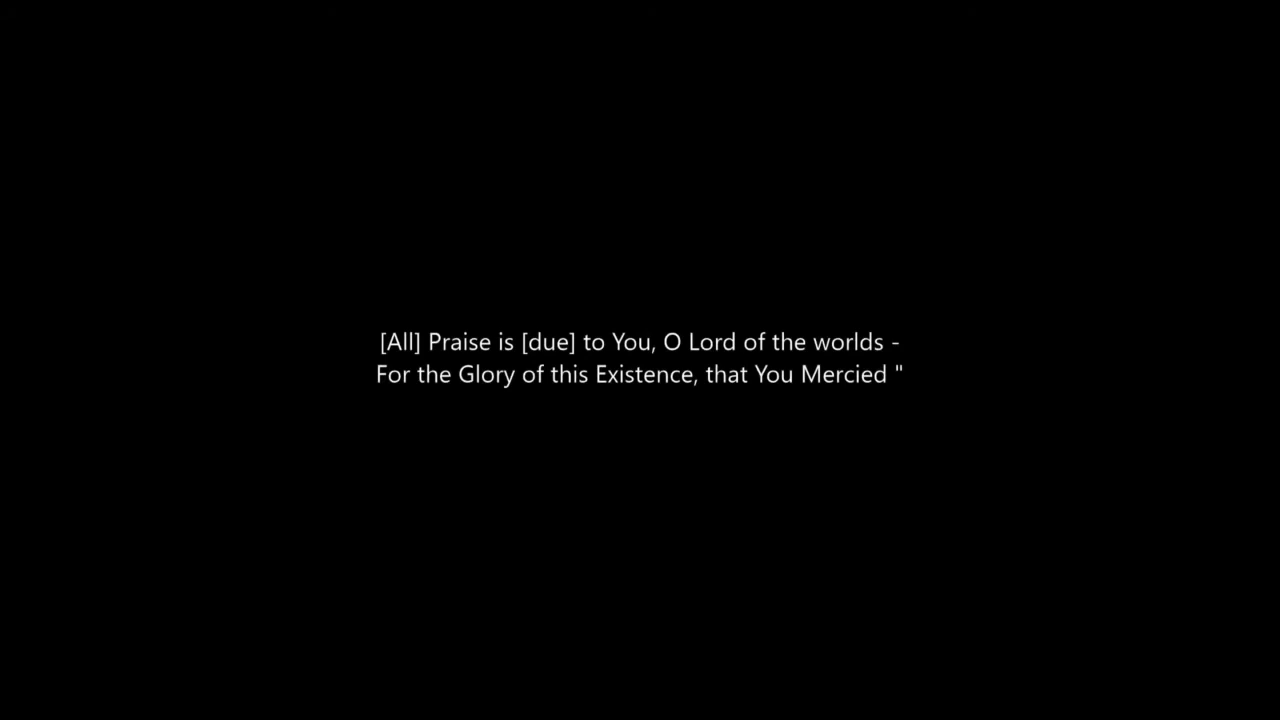 [All] Praise is [due] to You, O Lord of the worlds -
For the Glory of this Existence, that You Mercied "